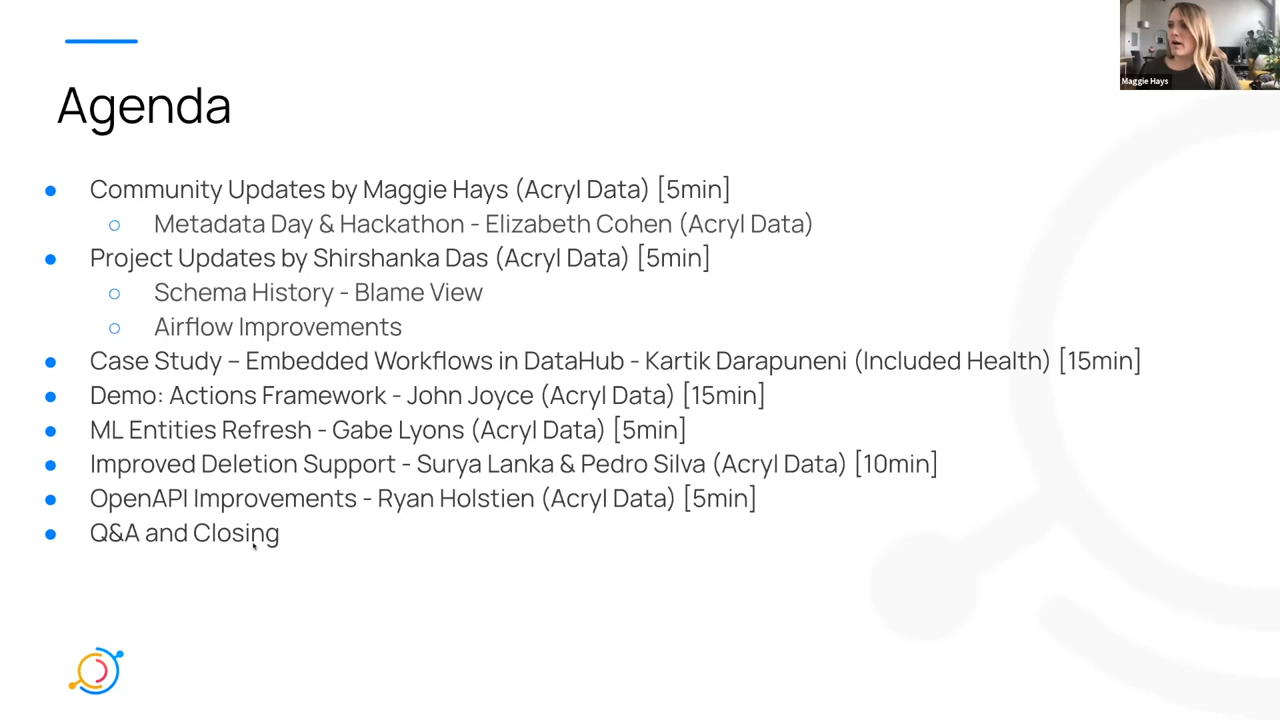 Maggie Hays
Agenda
Community Updates by Maggie Hays (Acryl Data) [5min]
Metadata Day & Hackathon - Elizabeth Cohen (Acryl Data)
Project Updates by Shirshanka Das (Acryl Data) [5min]
Schema History - Blame View
Airflow Improvements
Case Study – Embedded Workflows in DataHub - Kartik Darapuneni (Included Health) [15min]
Demo: Actions Framework - John Joyce (Acryl Data) [15min]
ML Entities Refresh - Gabe Lyons (Acryl Data) [5min]
Improved Deletion Support - Surya Lanka & Pedro Silva (Acryl Data) [10min]
OpenAPI Improvements - Ryan Holstien (Acryl Data) [5min]
Q&A and Closing